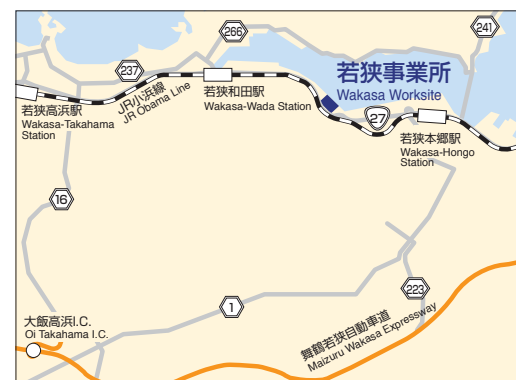 266
241
237
若狭事業所
Wakasa Worksite
JR小浜線
JR Obama Line
若狭和田駅
Wakasa-Wada Station
若狭高浜駅
Wakasa-Takahama
Station
27
若狭本郷駅
Wakasa-Hongo
Station
16
223
1
大飯高浜I.C.
Oi Takahama I.C.
舞鶴若狭自動車道
Maizuru Wakasa Expressway